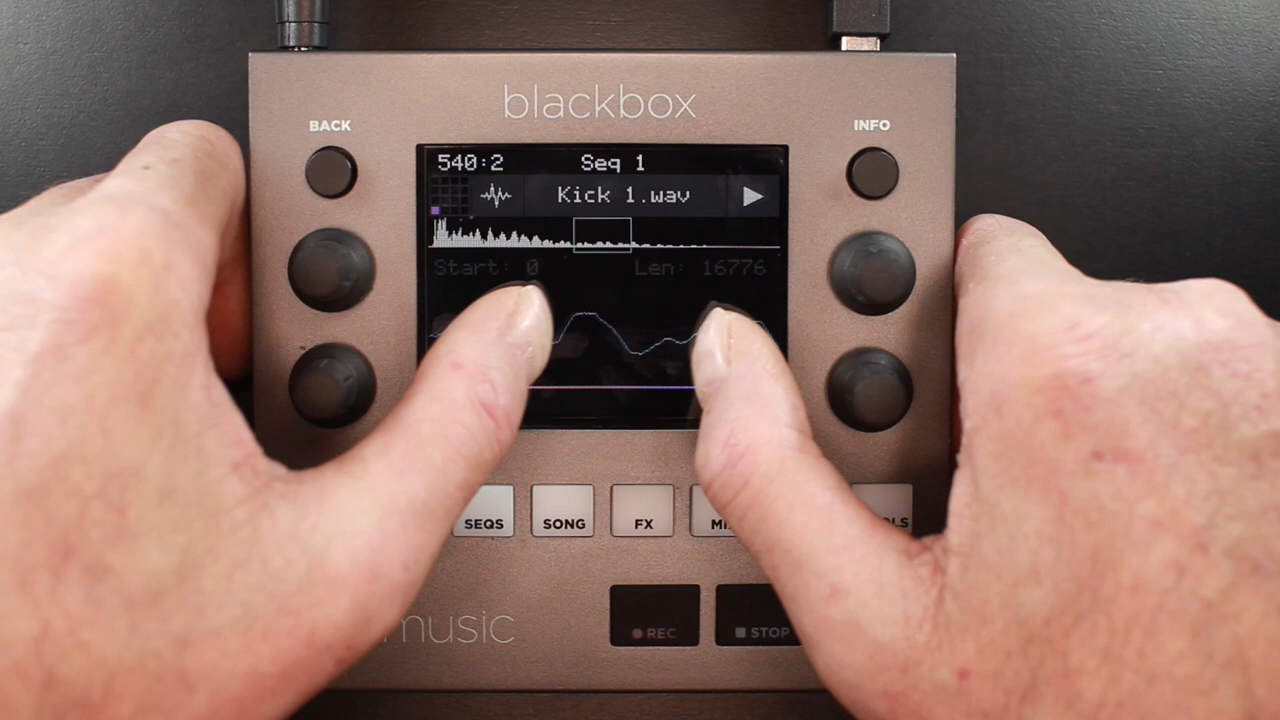 blackbox
BACK
INFO
540:2 Seq 1
Kick 1.wav
Start: 0 Len: 16776
SEQS SONG FX
music
REC STOP